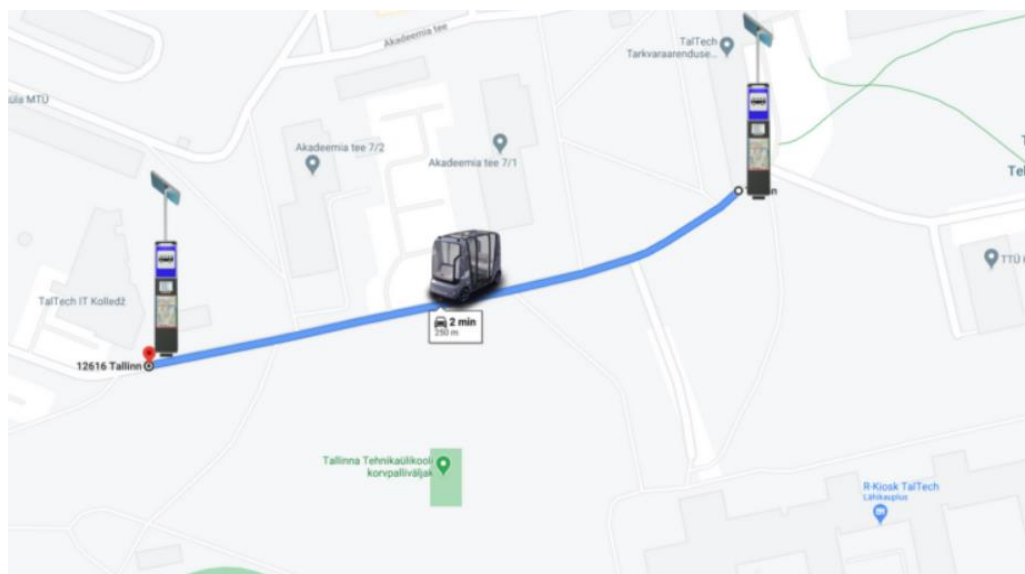 Akadeemia tee
TalTech
Tarkvaraarenduse...
üla MTÜ
Akadeemia tee 7/2
Akadeemia tee 7/1
Tel
TTÜ
TalTech IT Kolledž
2 min
250 m
12616 Tallinn
Tallinna Tehnikaülikooli
korvpalliväljak
R-Kiosk TalTech
Lähikauplus